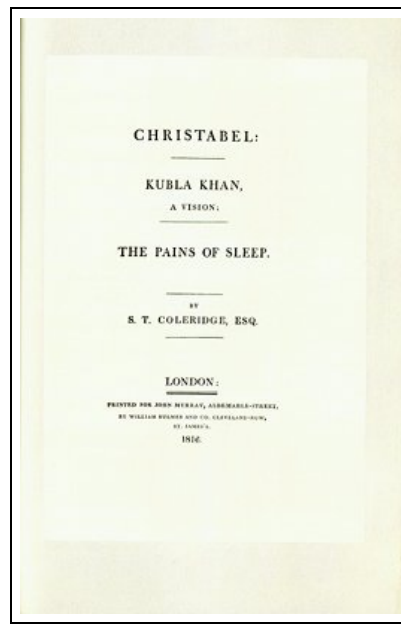 CHRISTABEL:
KUBLA KHAN,
A VISION;
THE PAINS OF SLEEP.
BY
S. T. COLERIDGE, ESQ.
LONDON:
PRINTED FOR JOHN MURRAY, ALBEMARLE-STREET,
BY WILLIAM BULMER AND CO. CLEVELAND-ROW,
ST. JAMES'S.
1816.